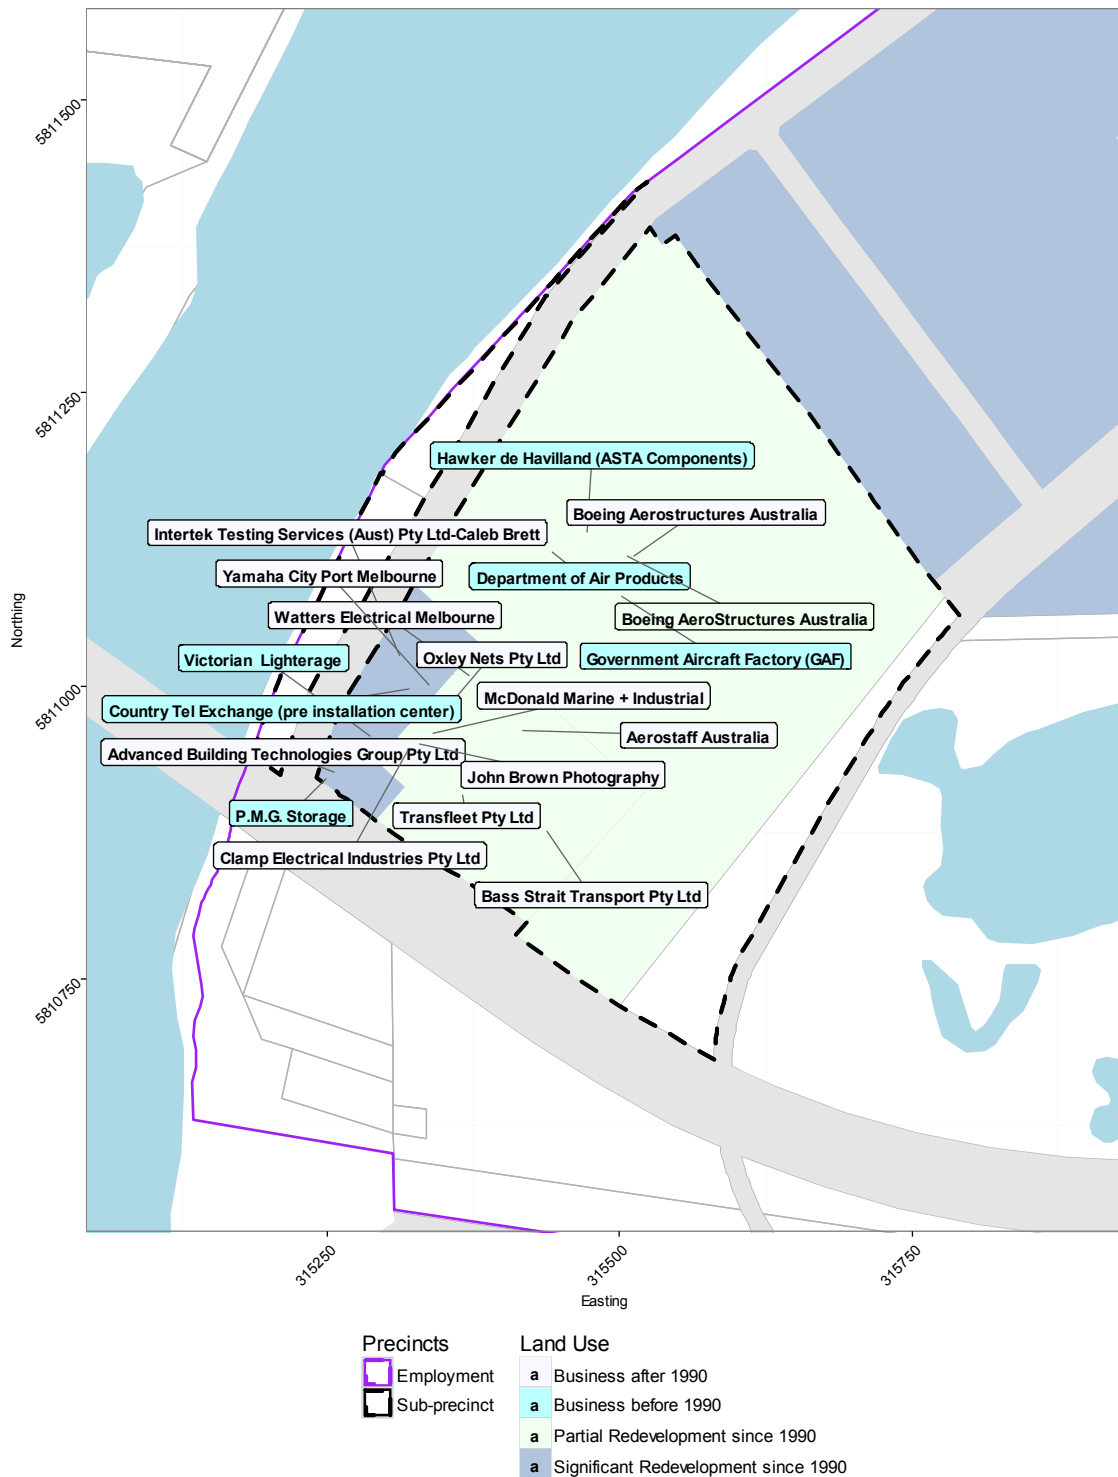 5811500
5811250
5811000
5810750
Northing
Hawker de Havilland (ASTA Components)
Boeing Aerostructures Australia
Intertek Testing Services (Aust) Pty Ltd-Caleb Brett
Yamaha City Port Melbourne
Department of Air Products
Watters Electrical Melbourne
Boeing AeroStructures Australia
Victorian Lighterage
Oxley Nets Pty Ltd
Government Aircraft Factory (GAF)
Country Tel Exchange (pre installation center)
McDonald Marine + Industrial
Aerostaff Australia
Advanced Building Technologies Group Pty Ltd
John Brown Photography
P.M.G. Storage
Transfleet Pty Ltd
Clamp Electrical Industries Pty Ltd
Bass Strait Transport Pty Ltd
315250
315500
315750
Easting
Precincts
Employment
Sub-precinct
Land Use
a Business after 1990
a Business before 1990
a Partial Redevelopment since 1990
a Significant Redevelopment since 1990